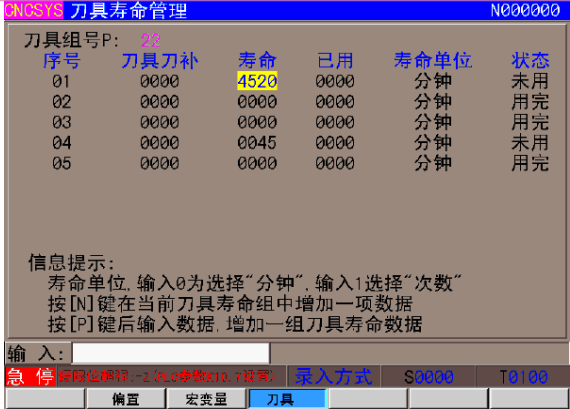 CNCSYS 刀具寿命管理 N000000
刀具组号P: 22
序号 刀具刀补 寿命 已用 寿命单位 状态
01 0000 4520 0000 分钟 未用
02 0000 0000 0000 分钟 用完
03 0000 0000 0000 分钟 用完
04 0000 0045 0000 分钟 未用
05 0000 0000 0000 分钟 用完
信息提示:
寿命单位,输入0为选择"分钟",输入1选择"次数"
按[N]键在当前刀具寿命组中增加一项数据
按[P]键后输入数据,增加一组刀具寿命数据
输 入:
急 停 录入方式 S0000 T0100
偏置 宏变量 刀具